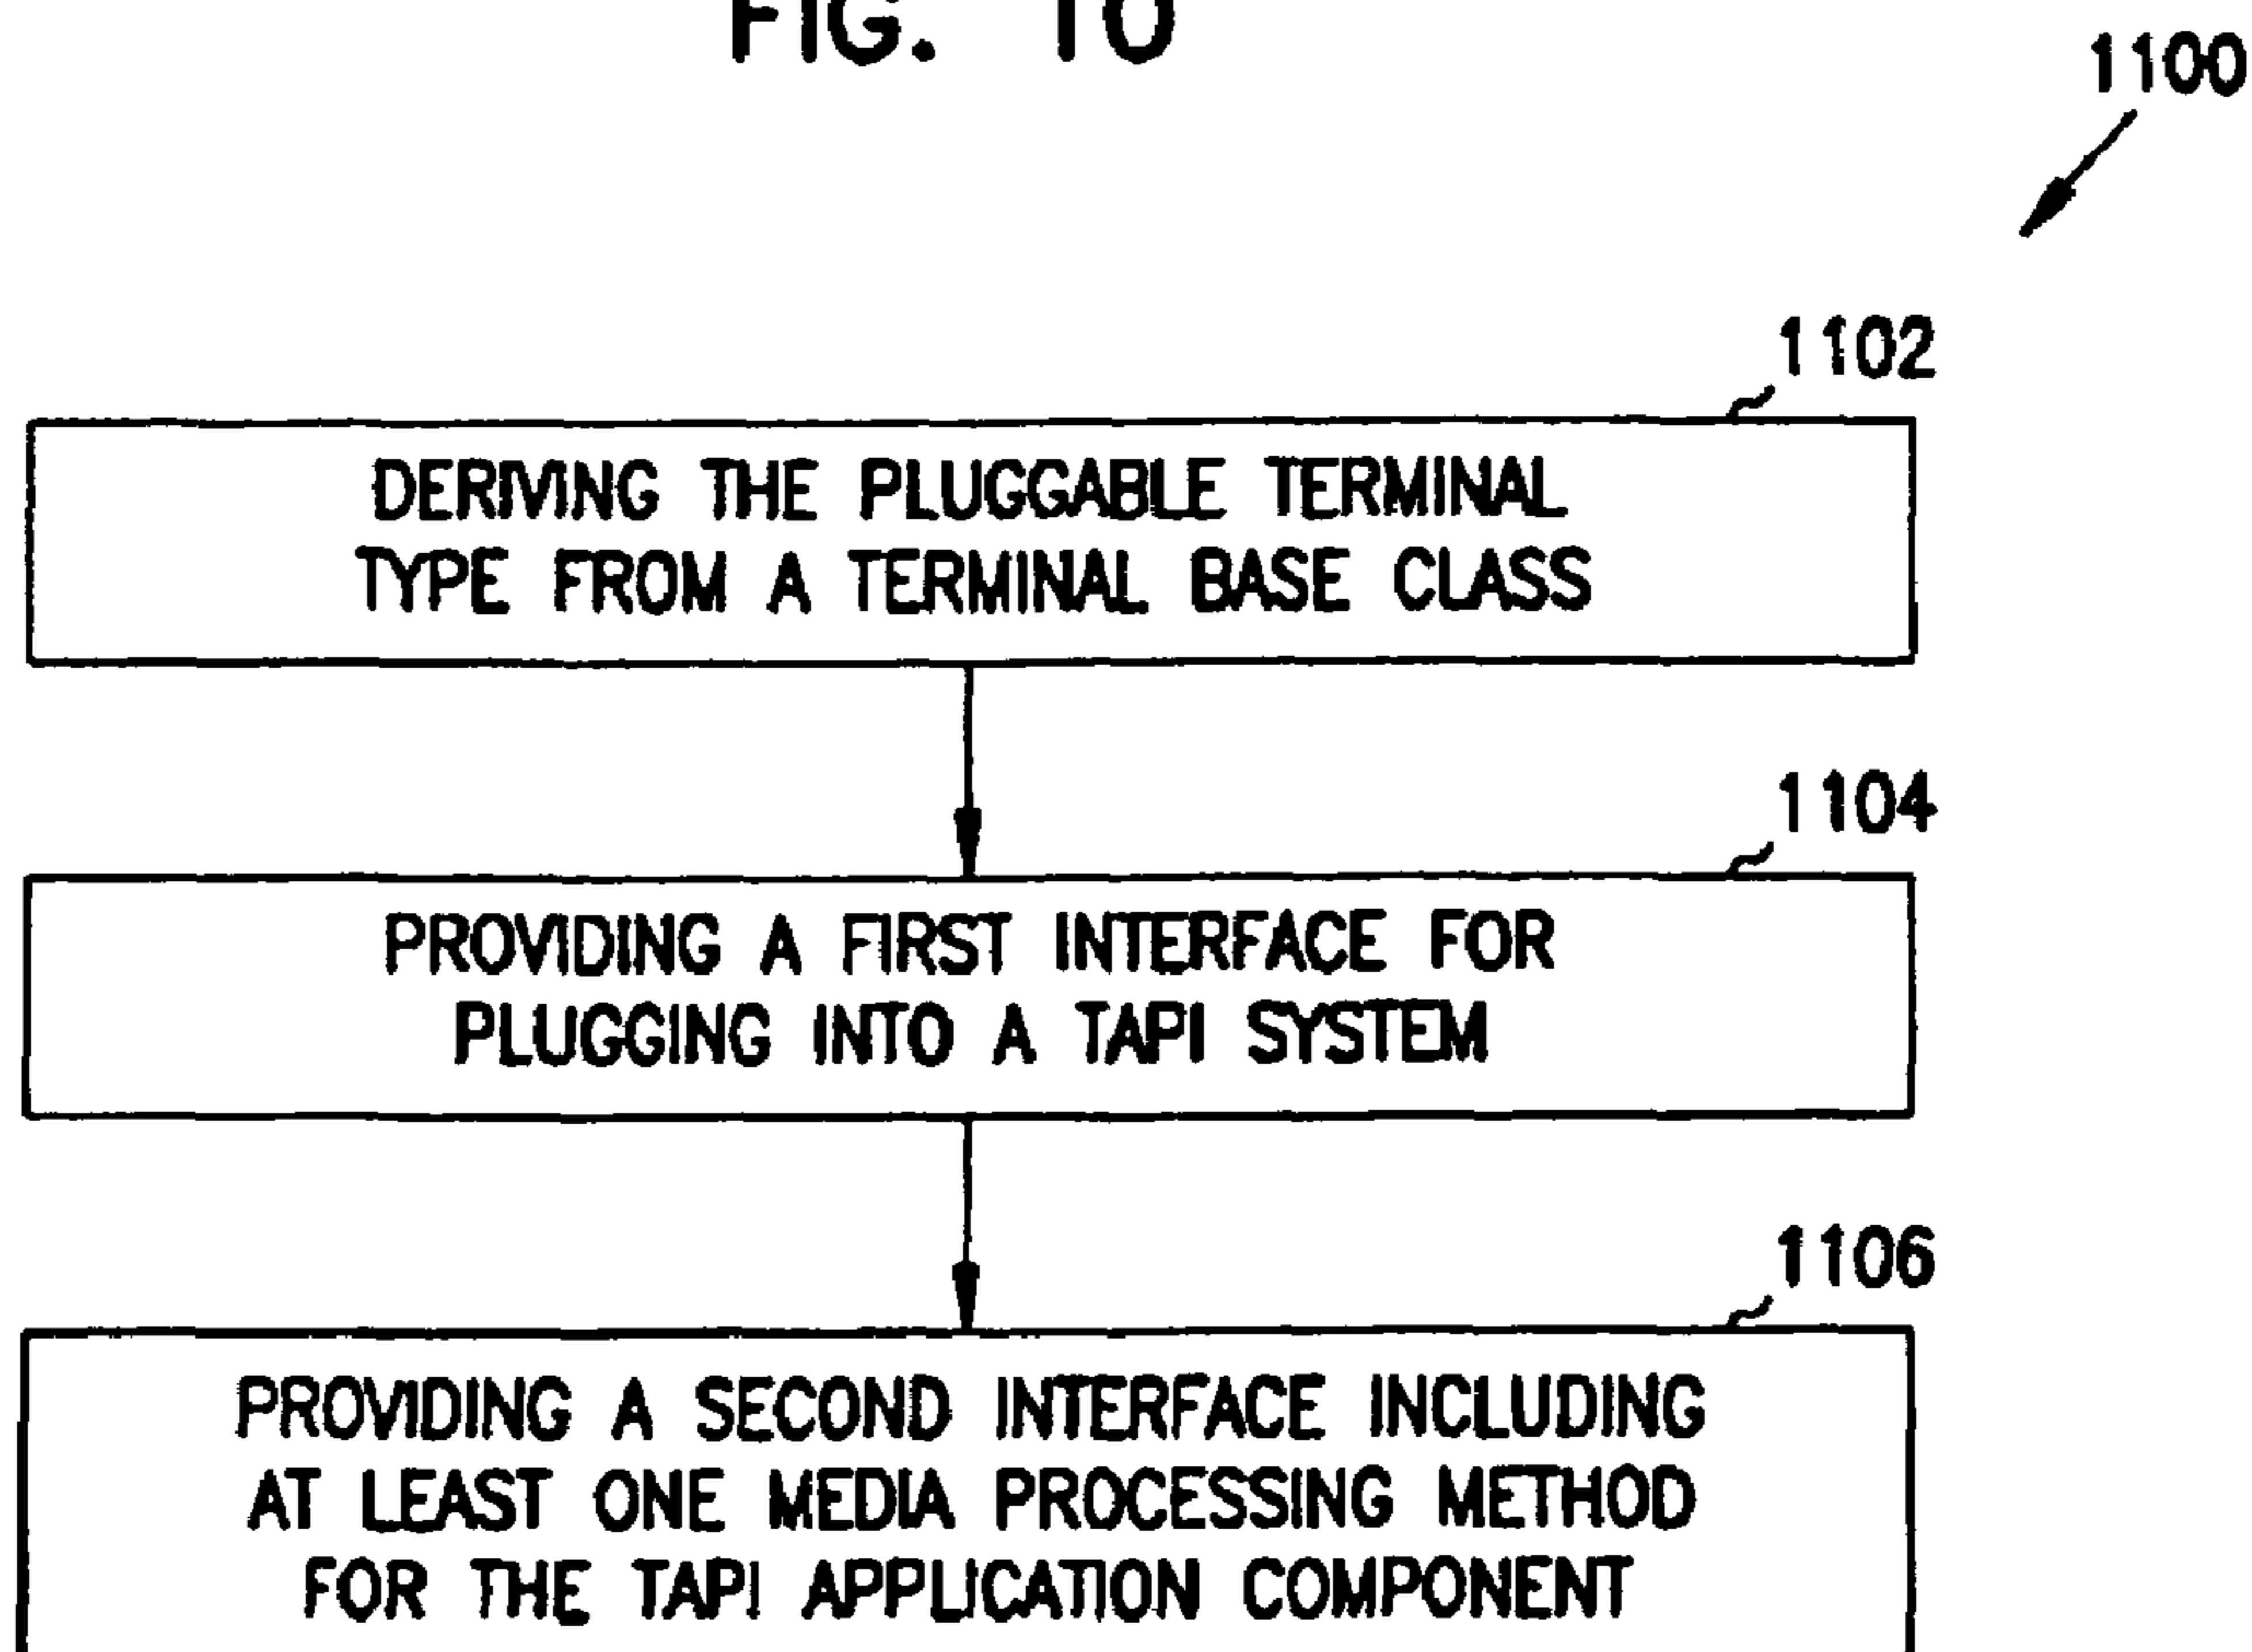 FIG. 10
1100
1102
DERIVING THE PLUGGABLE TERMINAL
TYPE FROM A TERMINAL BASE CLASS
1104
PROVIDING A FIRST INTERFACE FOR
PLUGGING INTO A TAPI SYSTEM
1106
PROVIDING A SECOND INTERFACE INCLUDING
AT LEAST ONE MEDIA PROCESSING METHOD
FOR THE TAPI APPLICATION COMPONENT